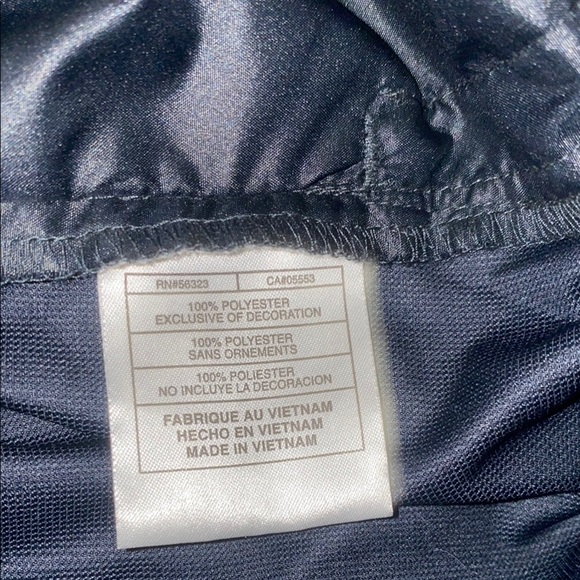 RN#56323 CA#05553
100% POLYESTER
EXCLUSIVE OF DECORATION
100% POLYESTER
SANS ORNEMENTS
100% POLIESTER
NO INCLUYE LA DECORACION
FABRIQUE AU VIETNAM
HECHO EN VIETNAM
MADE IN VIETNAM